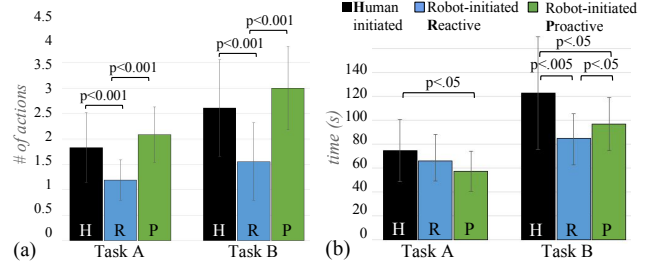 Human initiated
Robot-initiated Reactive
Robot-initiated Proactive
# of actions
4.5
4
3.5
3
2.5
2
1.5
1
0.5
0
p<.001
p<0.001
p<0.001
p<0.001
p<0.001
H R P
H R P
Task A
Task B
(a)
time (s)
140
120
100
80
60
40
20
0
p<.05
p<.05
p<.005
p<.05
H R P
H R P
Task A
Task B
(b)